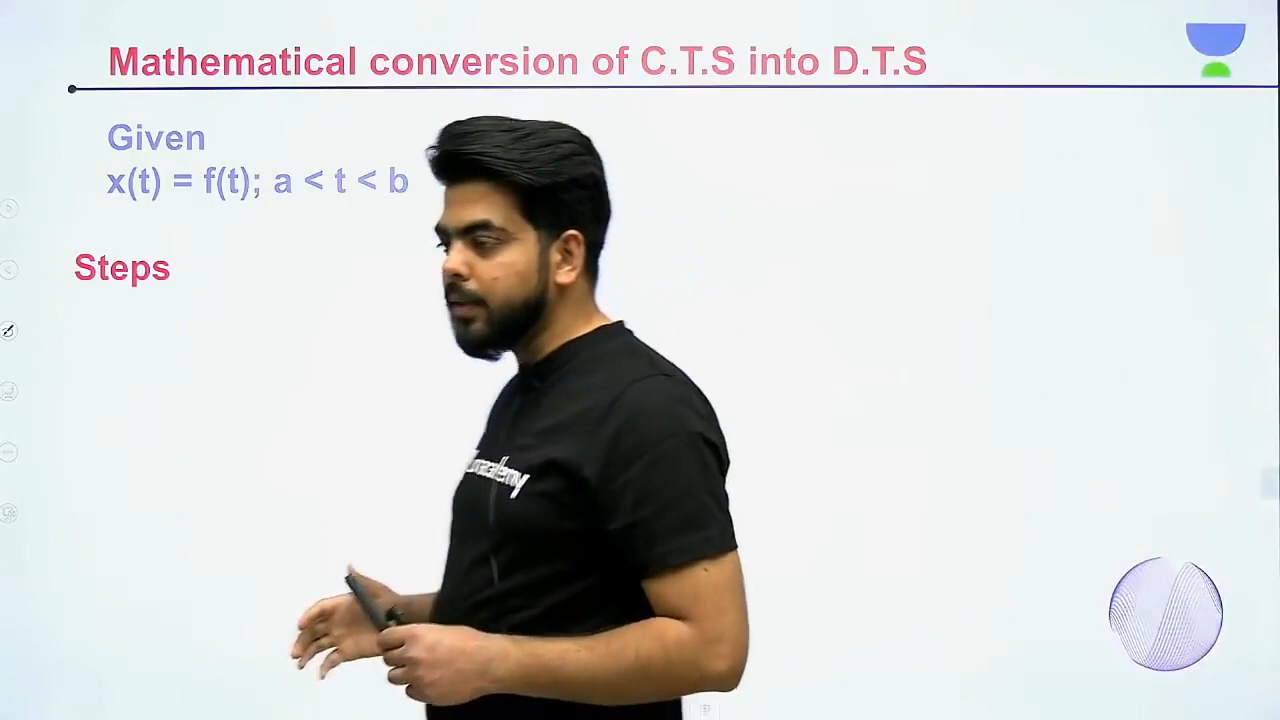 Mathematical conversion of C.T.S into D.T.S
Given
x(t) = f(t); a < t < b
Steps